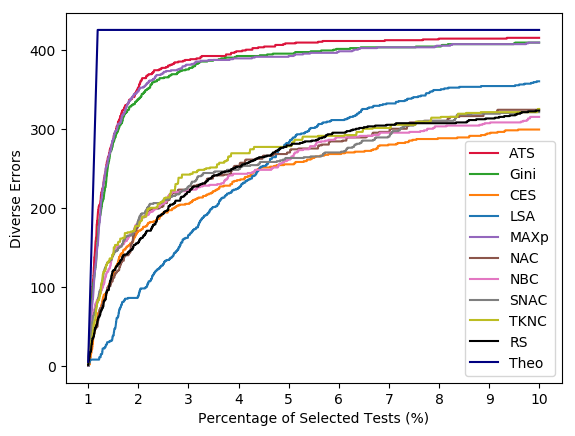 400
300
200
100
0
Diverse Errors
ATS
Gini
CES
LSA
MAXp
NAC
NBC
SNAC
TKNC
RS
Theo
1 2 3 4 5 6 7 8 9 10
Percentage of Selected Tests (%)